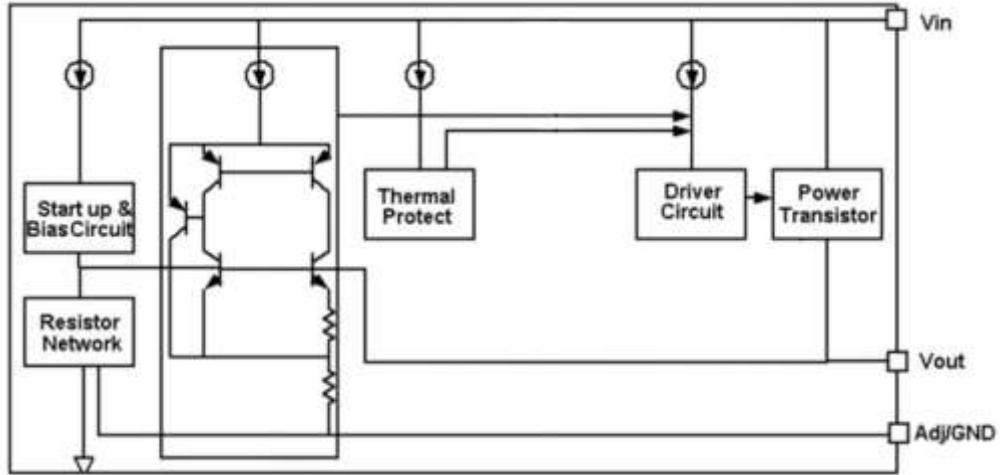 Vin
Start up &
Bias Circuit
Thermal
Protect
Driver
Circuit
Power
Transistor
Resistor
Network
Vout
Adj/GND